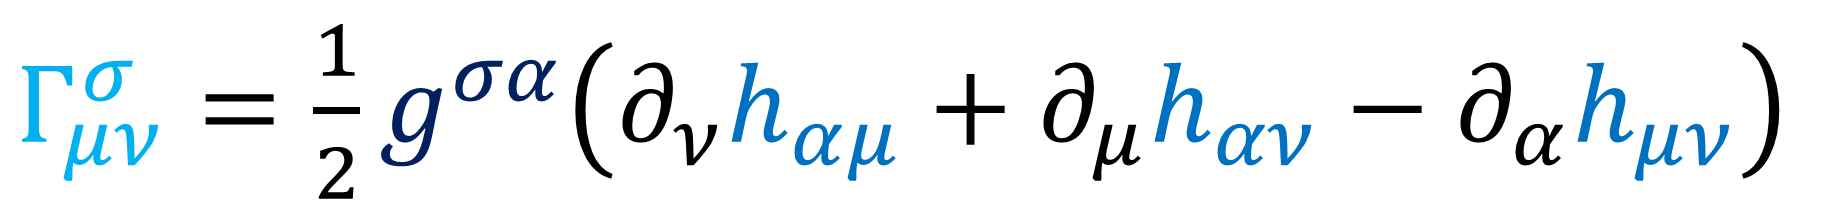 Γ^σ_μν = 1/2 g^σα (∂_ν h_αμ + ∂_μ h_αν − ∂_α h_μν)